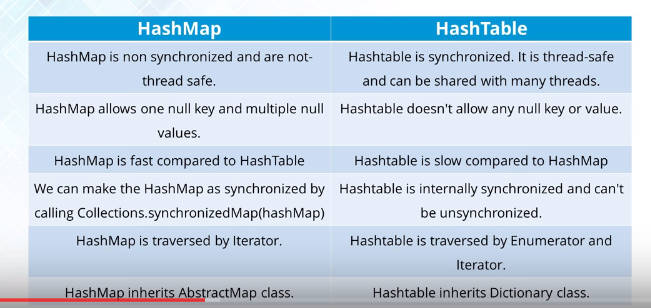 HashMap
HashTable
HashMap is non synchronized and are not-
thread safe.
Hashtable is synchronized. It is thread-safe
and can be shared with many threads.
HashMap allows one null key and multiple null
values.
Hashtable doesn't allow any null key or value.
HashMap is fast compared to HashTable
Hashtable is slow compared to HashMap
We can make the HashMap as synchronized by
calling Collections.synchronizedMap(hashMap)
Hashtable is internally synchronized and can't
be unsynchronized.
HashMap is traversed by Iterator.
Hashtable is traversed by Enumerator and
Iterator.
HashMap inherits AbstractMap class.
Hashtable inherits Dictionary class.